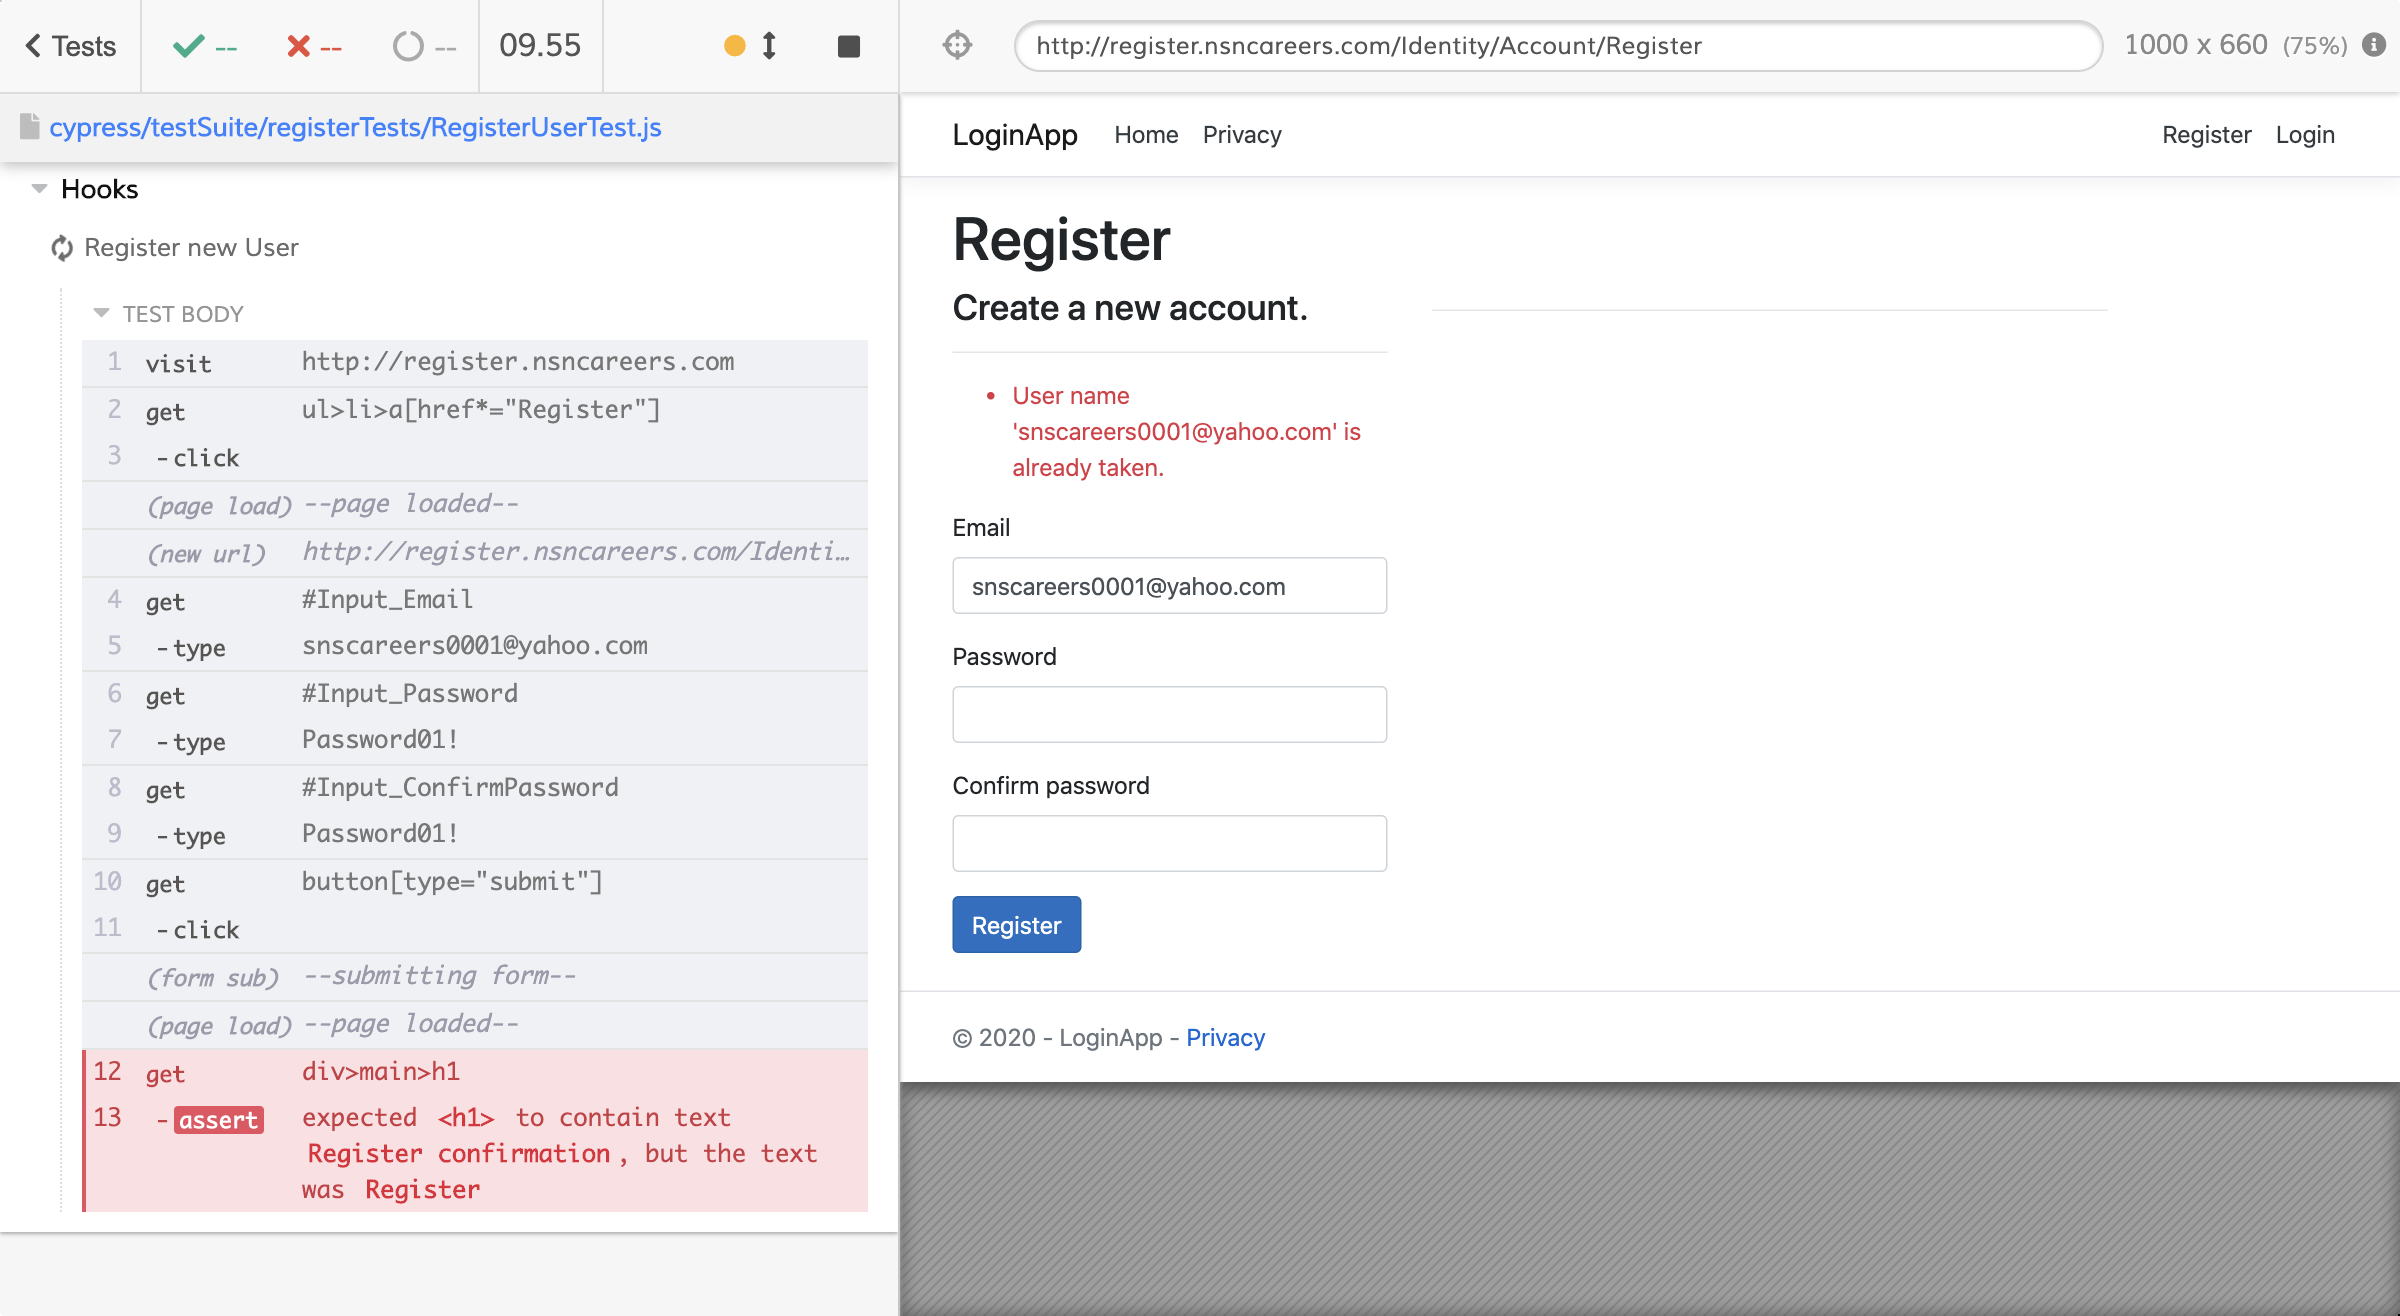 Tests
--
--
--
09.55
http://register.nsncareers.com/Identity/Account/Register
1000 x 660 (75%)
cypress/testSuite/registerTests/RegisterUserTest.js
Hooks
Register new User
TEST BODY
1 visit http://register.nsncareers.com
2 get ul>li>a[href*="Register"]
3 -click
(page load) --page loaded--
(new url) http://register.nsncareers.com/Identi…
4 get #Input_Email
5 -type snscareers0001@yahoo.com
6 get #Input_Password
7 -type Password01!
8 get #Input_ConfirmPassword
9 -type Password01!
10 get button[type="submit"]
11 -click
(form sub) --submitting form--
(page load) --page loaded--
12 get div>main>h1
13 -assert expected <h1> to contain text
Register confirmation, but the text
was Register
LoginApp Home Privacy Register Login
Register
Create a new account.
• User name
'snscareers0001@yahoo.com' is
already taken.
Email
snscareers0001@yahoo.com
Password
Confirm password
Register
© 2020 - LoginApp - Privacy